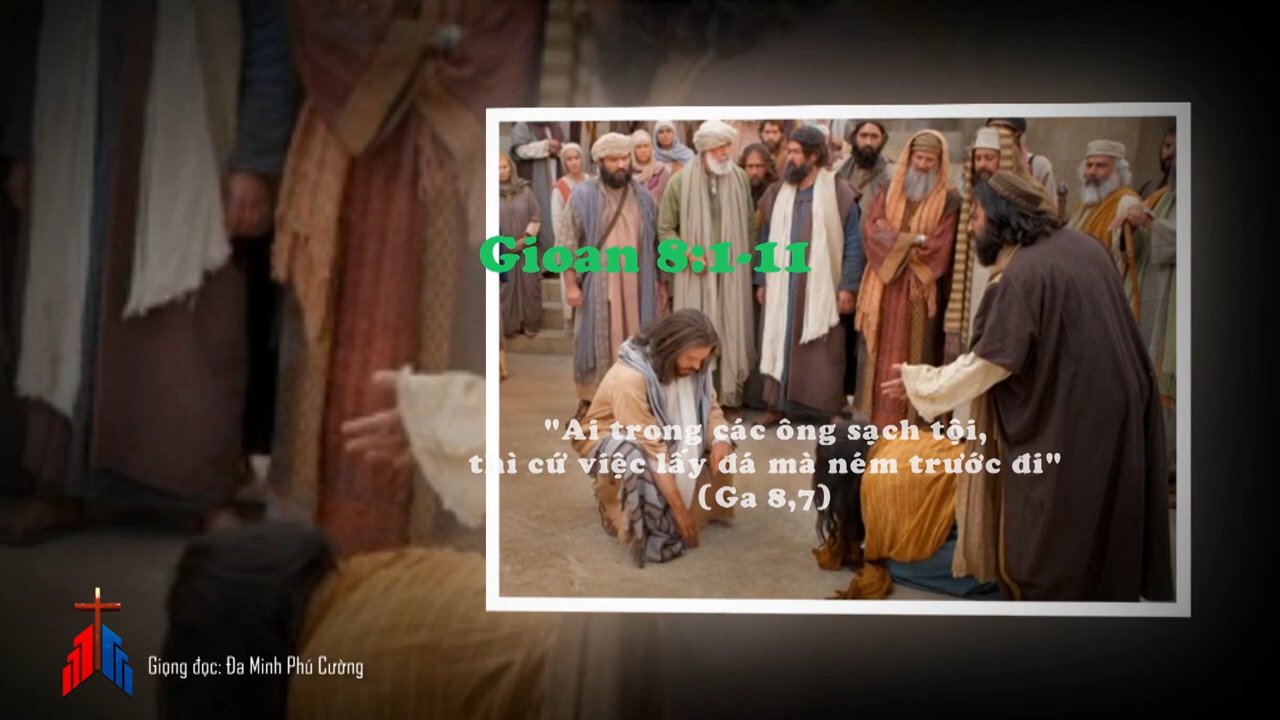 Gioan 8:1-11
"Ai trong các ông sạch tội,
thì cứ việc lấy đá mà ném trước đi"
(Ga 8,7)
Giọng đọc: Đa Minh Phú Cường